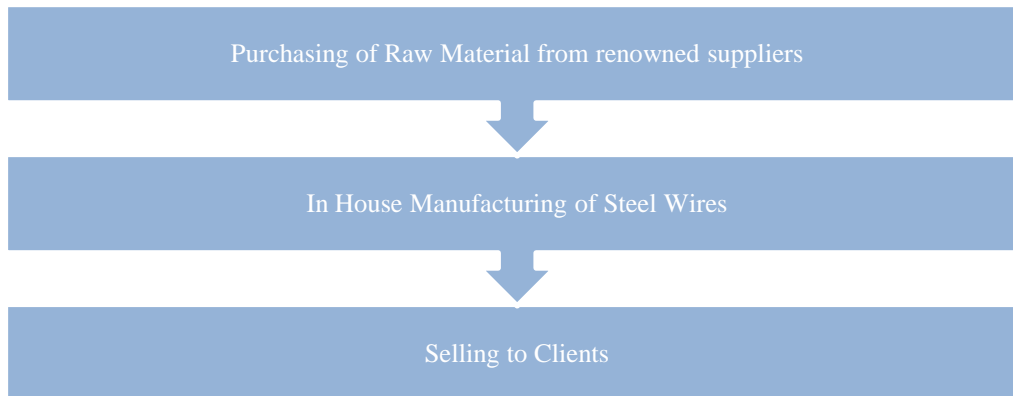 Purchasing of Raw Material from renowned suppliers
In House Manufacturing of Steel Wires
Selling to Clients